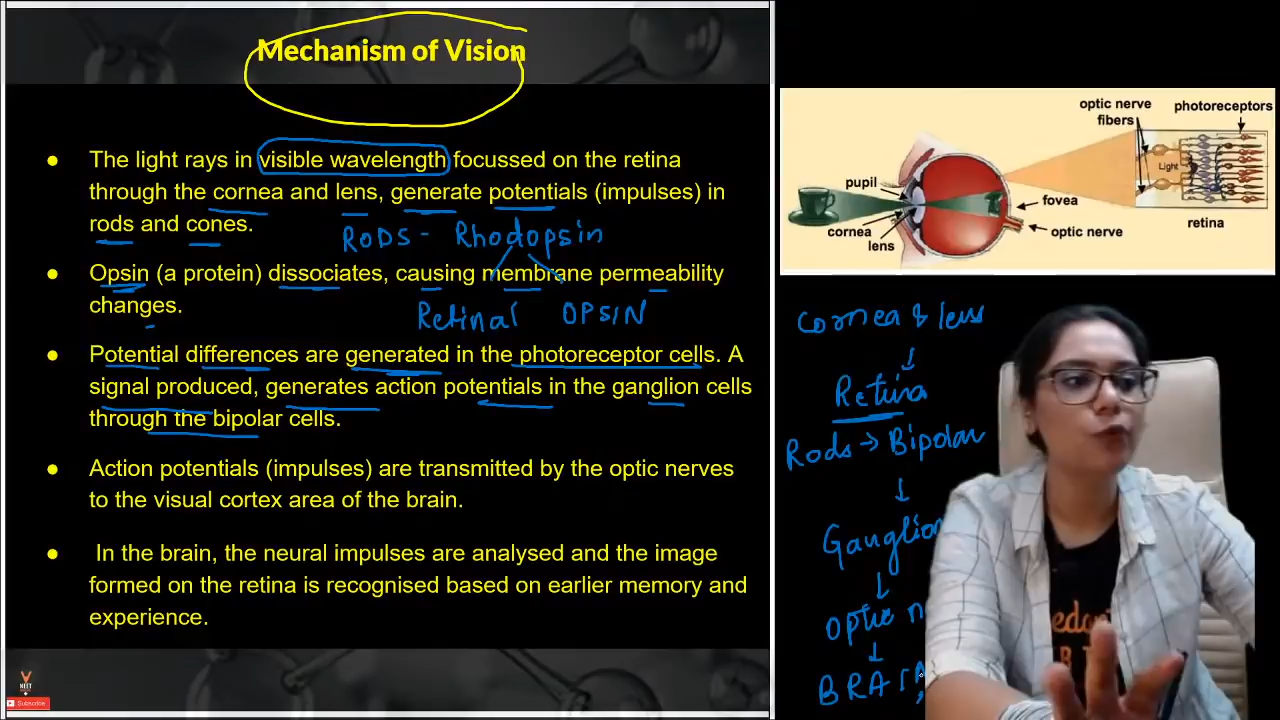 Mechanism of Vision
● The light rays in visible wavelength focussed on the retina
through the cornea and lens, generate potentials (impulses) in
rods and cones.
RODS - Rhodopsin
● Opsin (a protein) dissociates, causing membrane permeability
changes.
Retinal OPSIN
● Potential differences are generated in the photoreceptor cells. A
signal produced, generates action potentials in the ganglion cells
through the bipolar cells.
● Action potentials (impulses) are transmitted by the optic nerves
to the visual cortex area of the brain.
● In the brain, the neural impulses are analysed and the image
formed on the retina is recognised based on earlier memory and
experience.
NEET
Subscribe
optic nerve
fibers
photoreceptors
Light
pupil
cornea
lens
fovea
optic nerve
retina
Cornea & lens
↓
Retina
Rods → Bipolar
↓
Ganglion
↓
Optic n
↓
BRAIN